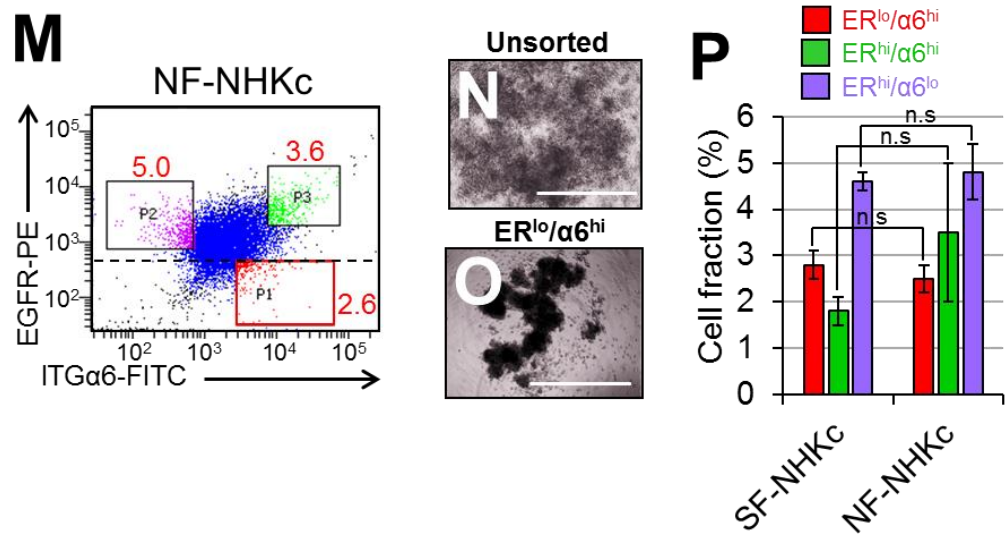 M
NF-NHKc
EGFR-PE
10⁵
10⁴
10³
10²
5.0
3.6
P2
P3
P1
2.6
10² 10³ 10⁴ 10⁵
ITGα6-FITC
Unsorted
N
ERˡᵒ/α6ʰⁱ
O
P
ERˡᵒ/α6ʰⁱ
ERʰⁱ/α6ʰⁱ
ERʰⁱ/α6ˡᵒ
Cell fraction (%)
6
5
4
3
2
1
0
n.s
n.s
n.s
SF-NHKc
NF-NHKc